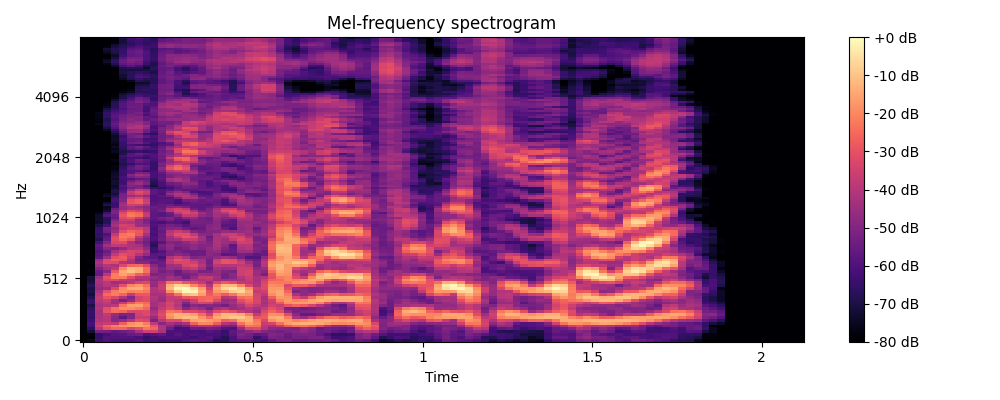 Mel-frequency spectrogram
Hz
4096
2048
1024
512
0
0
0.5
1
1.5
2
Time
+0 dB
-10 dB
-20 dB
-30 dB
-40 dB
-50 dB
-60 dB
-70 dB
-80 dB